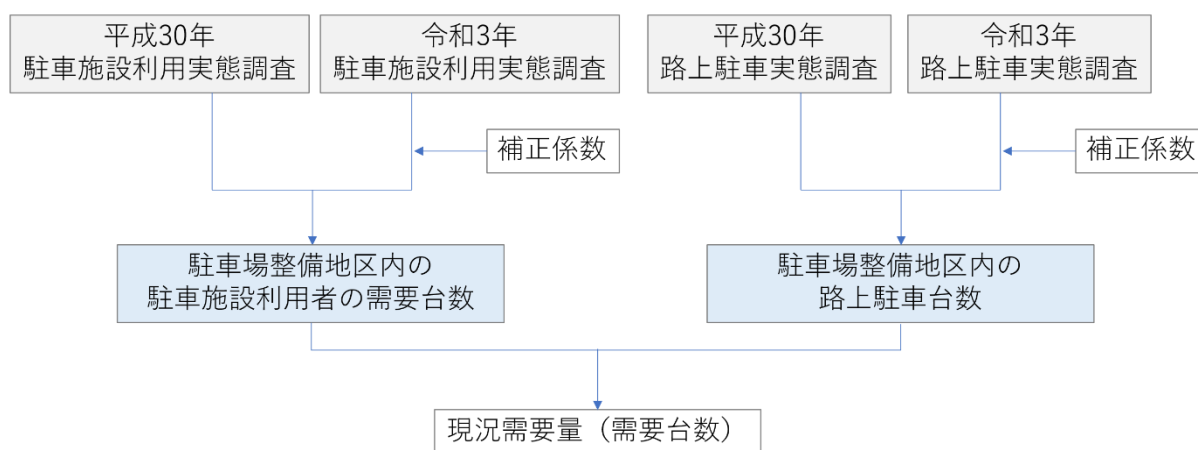 平成30年
駐車施設利用実態調査
令和3年
駐車施設利用実態調査
平成30年
路上駐車実態調査
令和3年
路上駐車実態調査
補正係数
補正係数
駐車場整備地区内の
駐車施設利用者の需要台数
駐車場整備地区内の
路上駐車台数
現況需要量（需要台数）